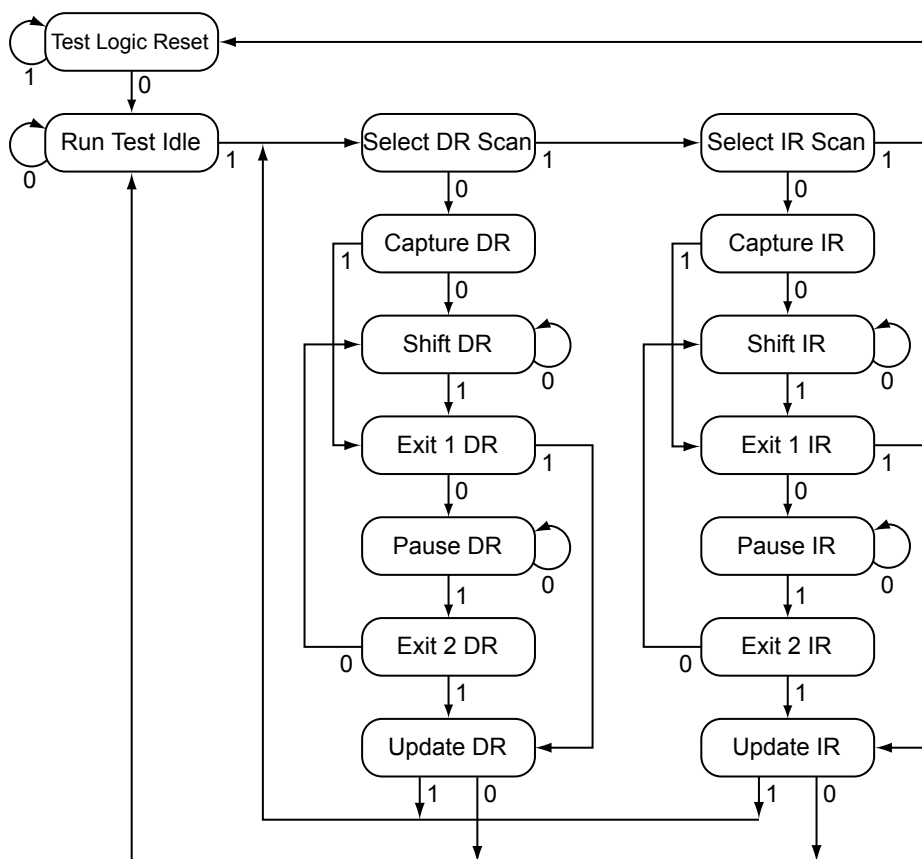 Test Logic Reset
1
0
Run Test Idle
0
1
Select DR Scan
1
Select IR Scan
1
0
0
Capture DR
1
0
Capture IR
1
0
Shift DR
0
1
Shift IR
0
1
Exit 1 DR
1
0
Exit 1 IR
1
0
Pause DR
0
1
Pause IR
0
1
Exit 2 DR
0
1
Exit 2 IR
0
1
Update DR
1
0
Update IR
1
0